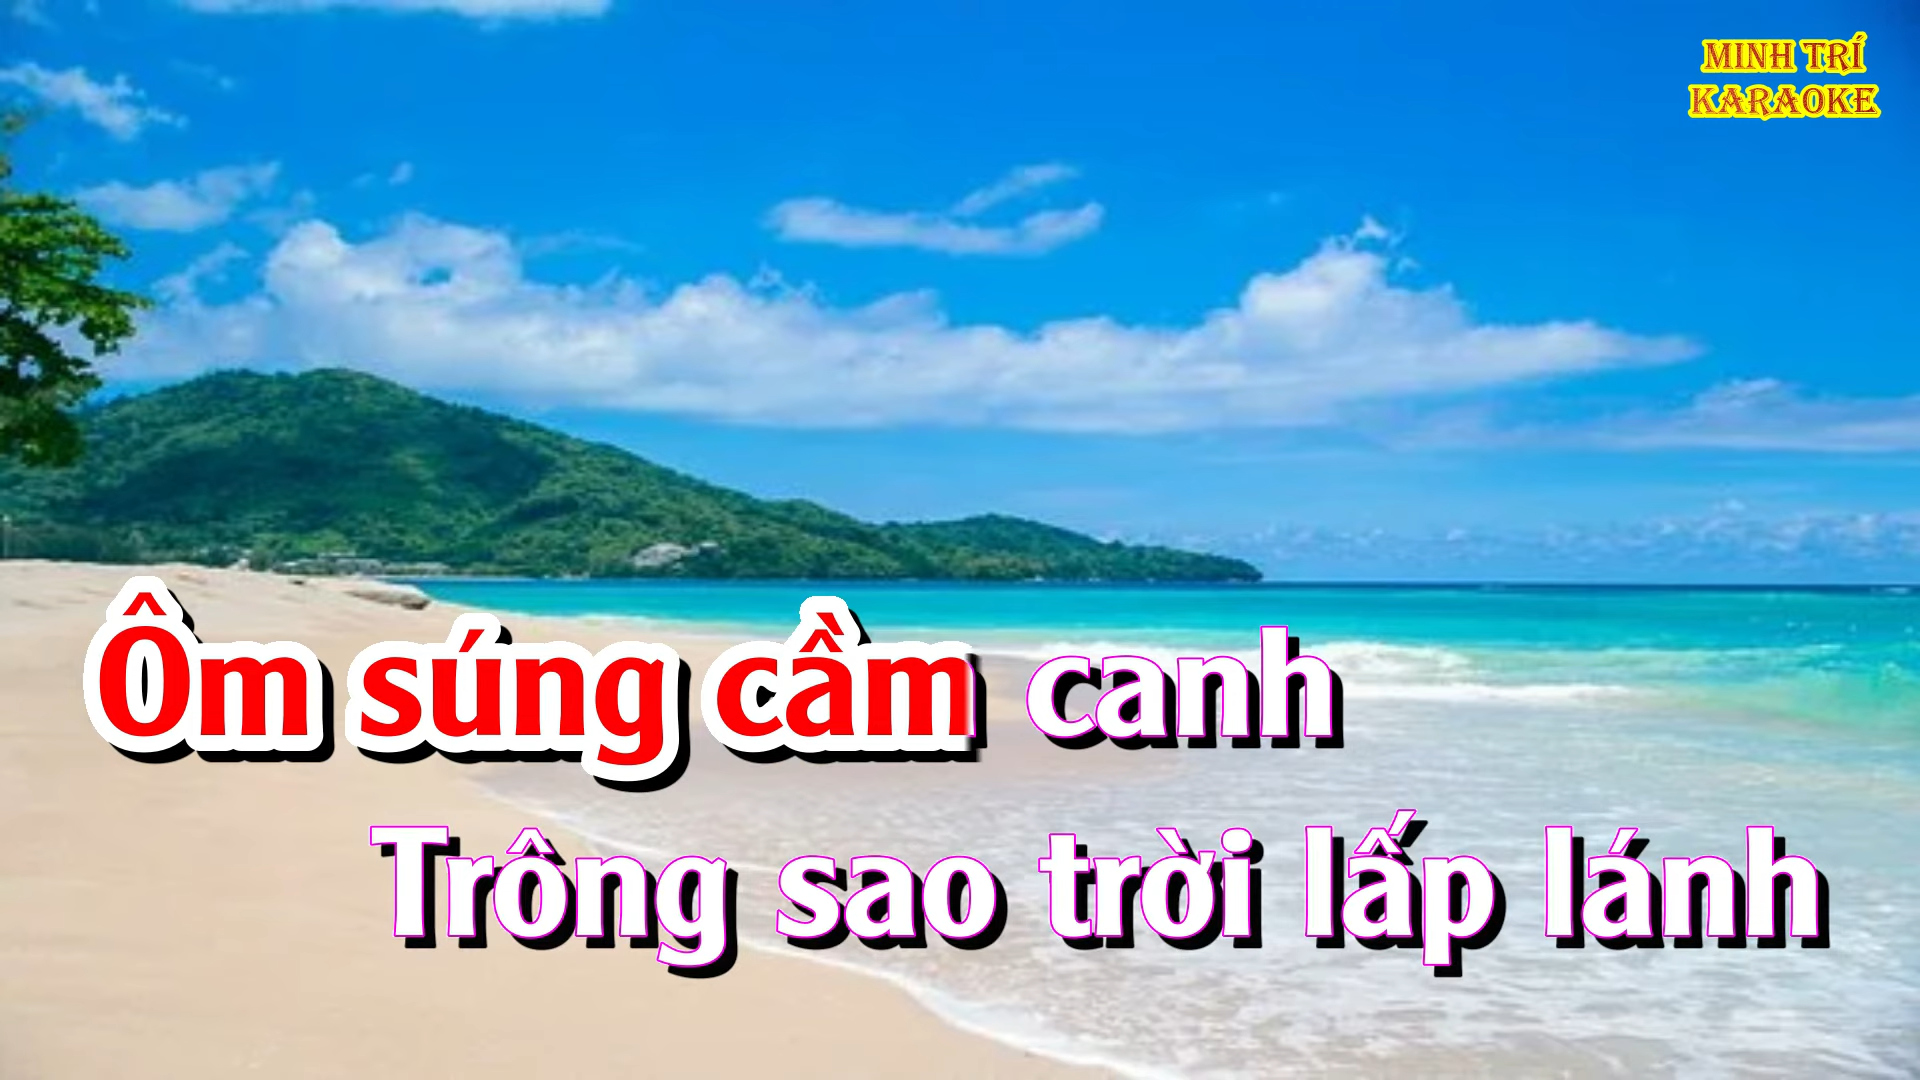 MINH TRÍ
KARAOKE
Ôm súng cầm canh
Trông sao trời lấp lánh